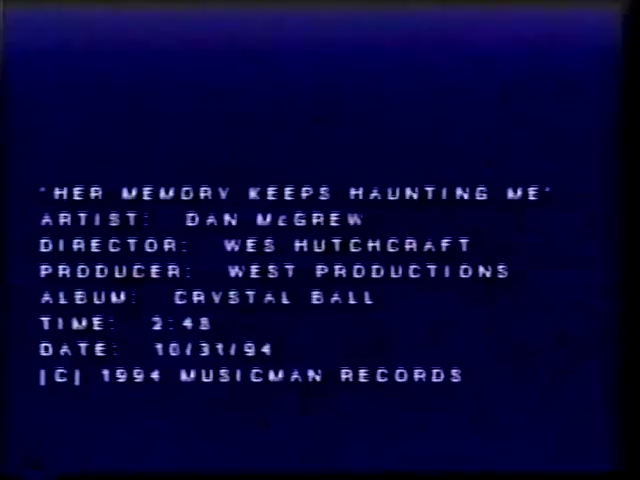 "HER MEMORY KEEPS HAUNTING ME"
ARTIST: DAN McGREW
DIRECTOR: WES HUTCHCRAFT
PRODUCER: WEST PRODUCTIONS
ALBUM: CRYSTAL BALL
TIME: 2:48
DATE: 10/31/94
(C) 1994 MUSICMAN RECORDS